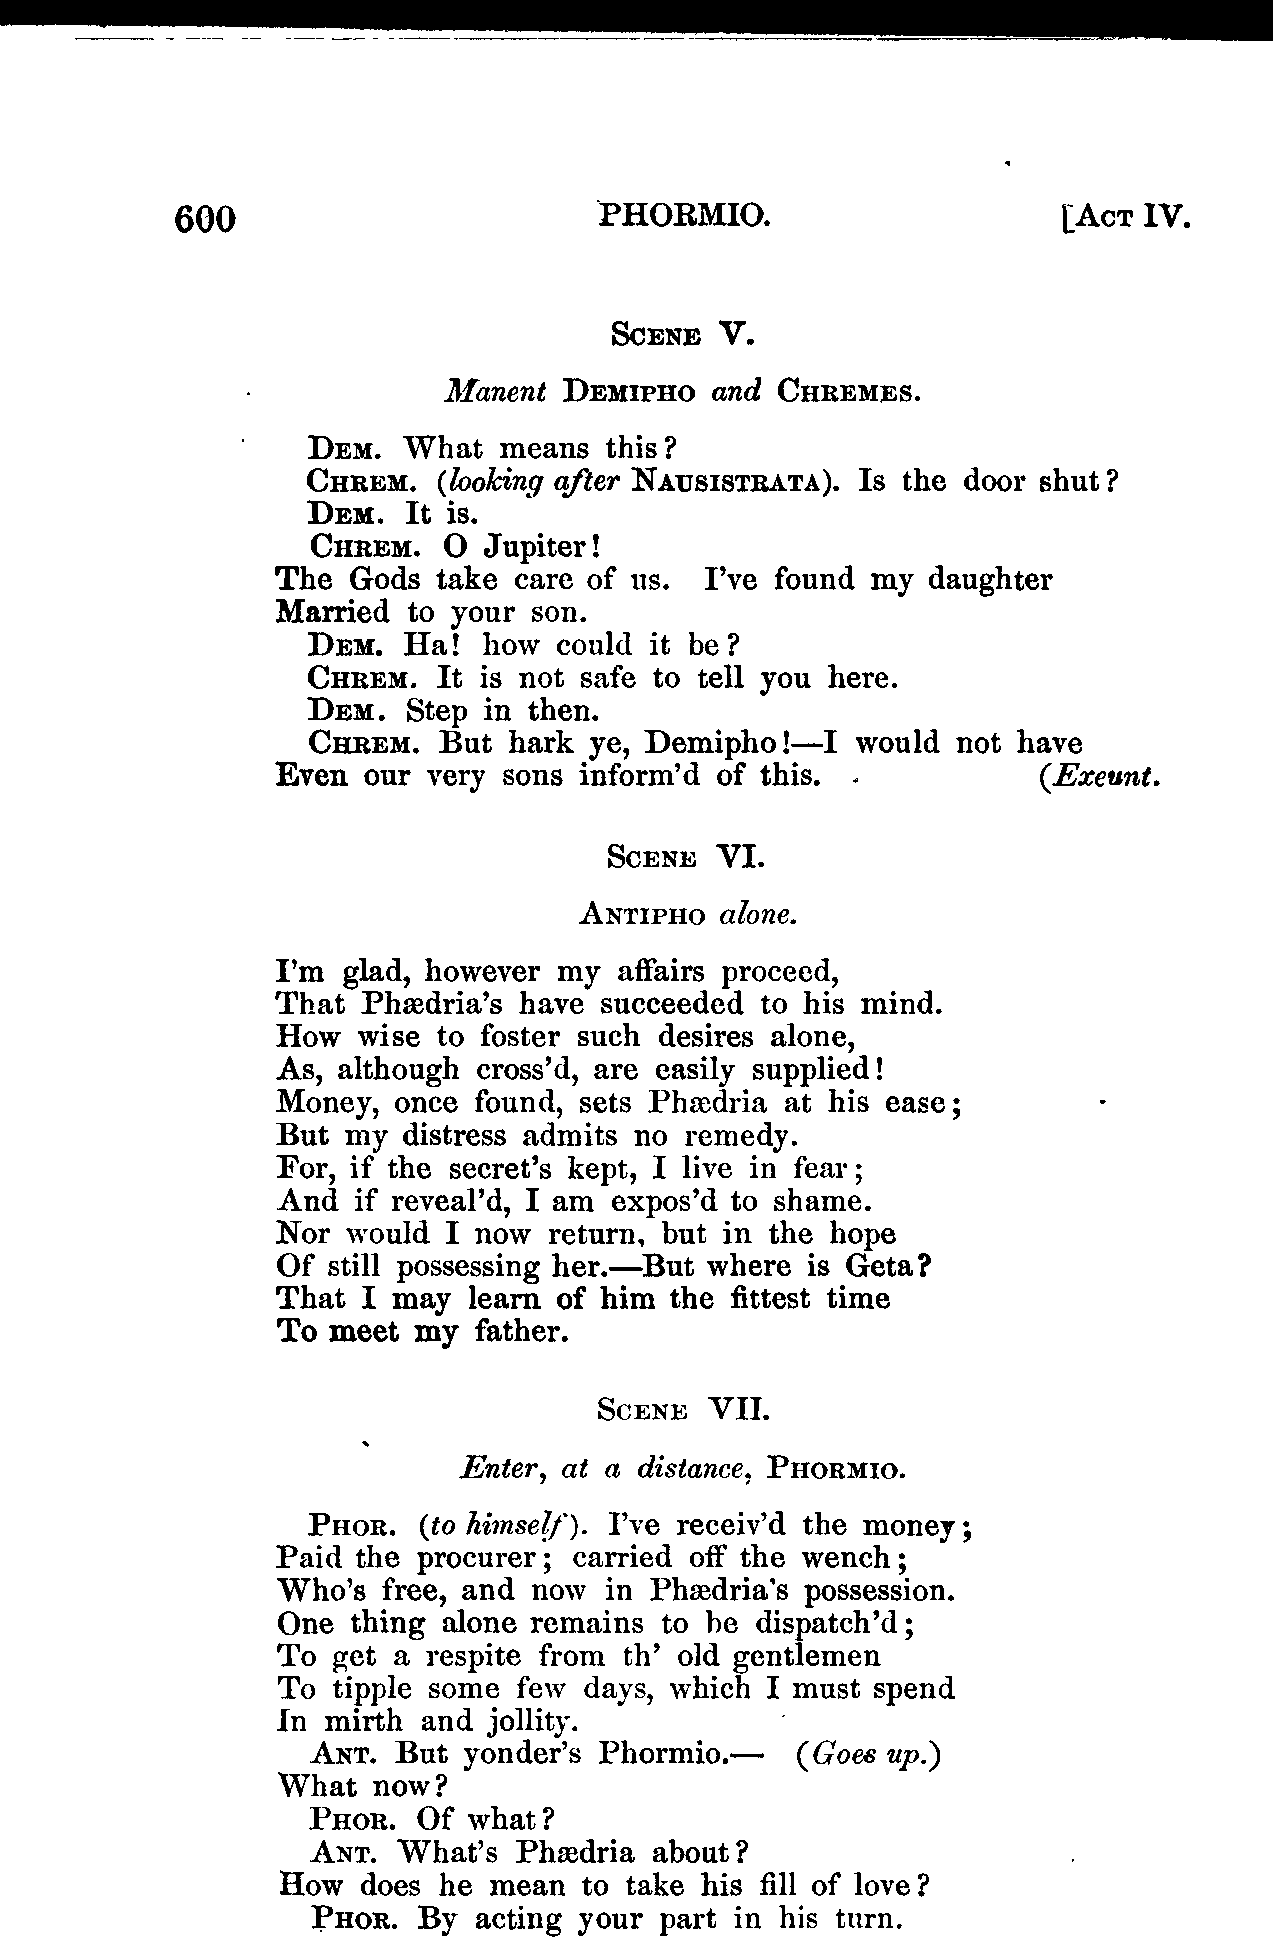 600 PHORMIO. [ACT IV.
SCENE V.
Manent DEMIPHO and CHREMES.
DEM. What means this?
CHREM. (looking after NAUSISTRATA). Is the door shut?
DEM. It is.
CHREM. O Jupiter!
The Gods take care of us. I've found my daughter
Married to your son.
DEM. Ha! how could it be?
CHREM. It is not safe to tell you here.
DEM. Step in then.
CHREM. But hark ye, Demipho!—I would not have
Even our very sons inform'd of this. (Exeunt.
SCENE VI.
ANTIPHO alone.
I'm glad, however my affairs proceed,
That Phædria's have succeeded to his mind.
How wise to foster such desires alone,
As, although cross'd, are easily supplied!
Money, once found, sets Phædria at his ease;
But my distress admits no remedy.
For, if the secret's kept, I live in fear;
And if reveal'd, I am expos'd to shame.
Nor would I now return, but in the hope
Of still possessing her.—But where is Geta?
That I may learn of him the fittest time
To meet my father.
SCENE VII.
Enter, at a distance, PHORMIO.
PHOR. (to himself). I've receiv'd the money;
Paid the procurer; carried off the wench;
Who's free, and now in Phædria's possession.
One thing alone remains to be dispatch'd;
To get a respite from th' old gentlemen
To tipple some few days, which I must spend
In mirth and jollity.
ANT. But yonder's Phormio.— (Goes up.)
What now?
PHOR. Of what?
ANT. What's Phædria about?
How does he mean to take his fill of love?
PHOR. By acting your part in his turn.